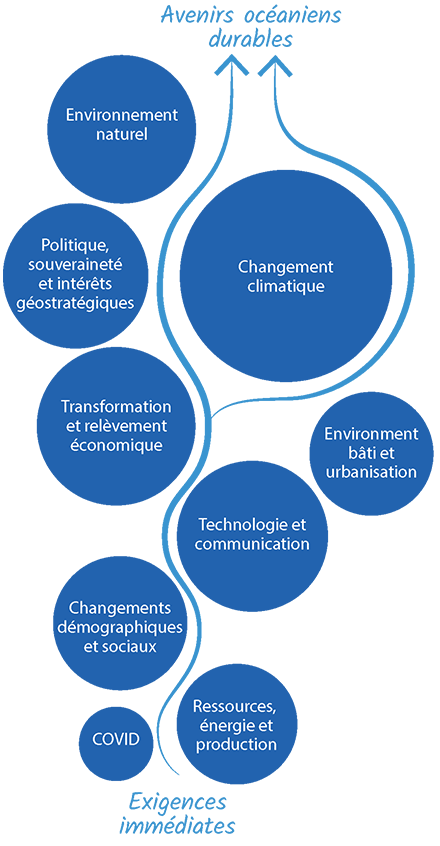 Avenirs océaniens
durables
Environnement
naturel
Politique,
souveraineté
et intérêts
géostratégiques
Changement
climatique
Transformation
et relèvement
économique
Environment
bâti et
urbanisation
Technologie et
communication
Changements
démographiques
et sociaux
Ressources,
énergie et
production
COVID
Exigences
immédiates